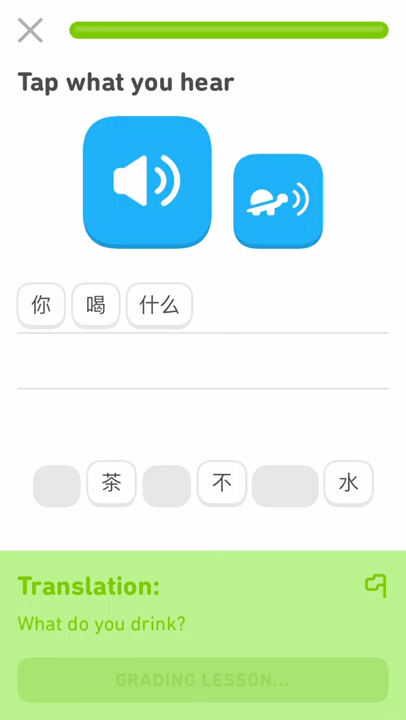 Tap what you hear
你 喝 什么
茶 不 水
Translation:
What do you drink?
GRADING LESSON...